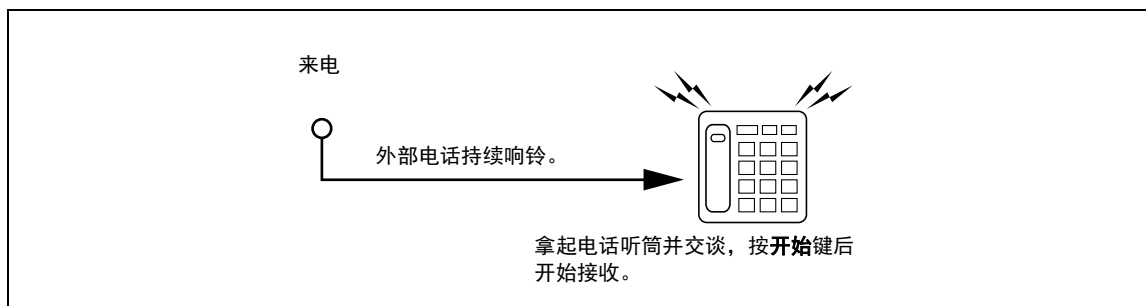 来电
外部电话持续响铃。
拿起电话听筒并交谈，按开始键后
开始接收。